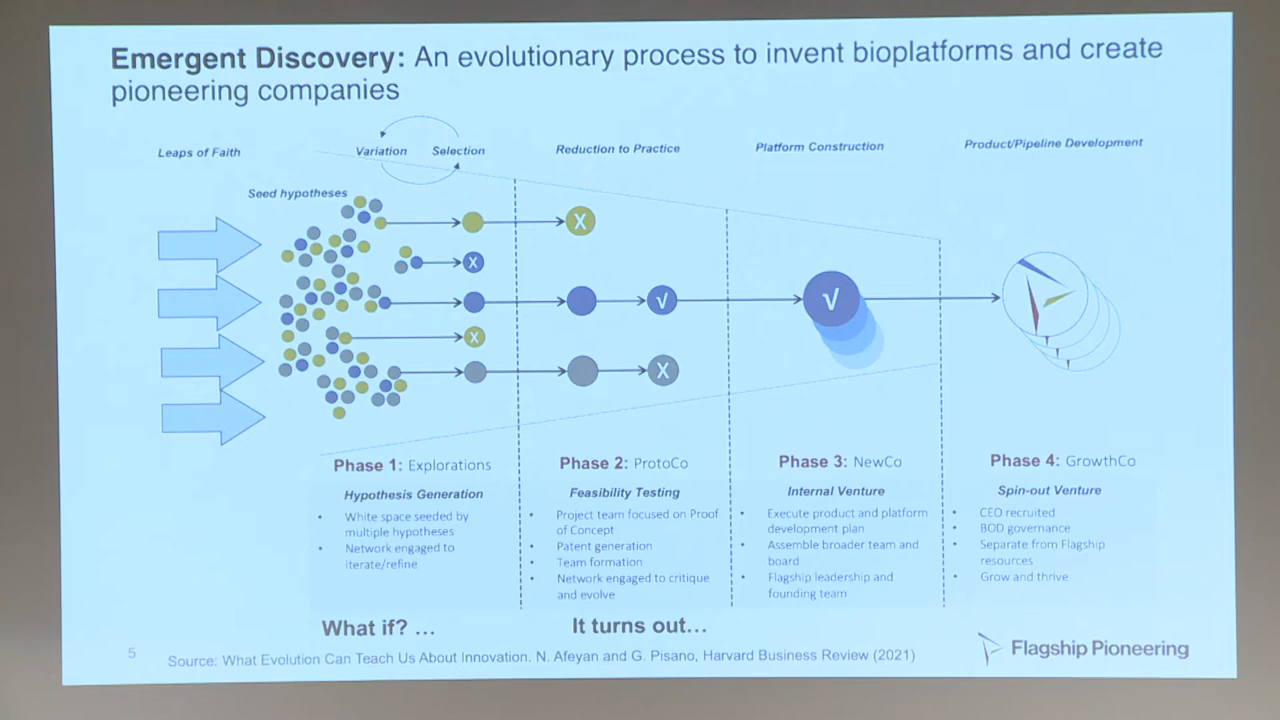 Emergent Discovery: An evolutionary process to invent bioplatforms and create
pioneering companies
Leaps of Faith
Variation
Selection
Reduction to Practice
Platform Construction
Product/Pipeline Development
Seed hypotheses
X
X
√
√
X
X
Phase 1: Explorations
Hypothesis Generation
• White space seeded by
multiple hypotheses
• Network engaged to
iterate/refine
What if? …
Phase 2: ProtoCo
Feasibility Testing
• Project team focused on Proof
of Concept
• Patent generation
• Team formation
• Network engaged to critique
and evolve
It turns out…
Phase 3: NewCo
Internal Venture
• Execute product and platform
development plan
• Assemble broader team and
board
• Flagship leadership and
founding team
Phase 4: GrowthCo
Spin-out Venture
• CEO recruited
• BOD governance
• Separate from Flagship
resources
• Grow and thrive
5
Source: What Evolution Can Teach Us About Innovation. N. Afeyan and G. Pisano, Harvard Business Review (2021)
Flagship Pioneering